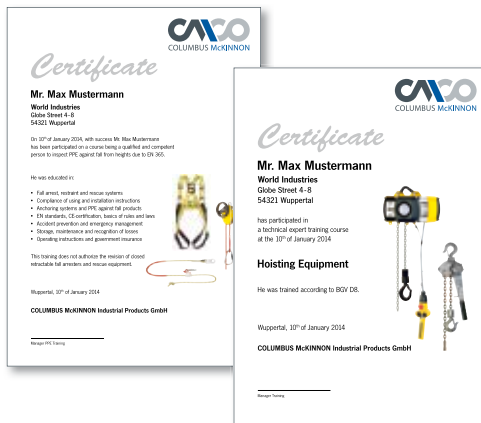 CMCO
COLUMBUS McKINNON
Certificate
Mr. Max Mustermann
World Industries
Globe Street 4-8
54321 Wuppertal
On 10th of January 2014, with success Mr. Max Mustermann
has been participated on a course being a qualified and competent
person to inspect PPE against fall from heights due to EN 365.
He was educated in:
• Fall arrest, restraint and rescue systems
• Compliance of using and installation instructions
• Anchoring systems and PPE against fall products
• EN standards, CE-certification, basics of rules and laws
• Accident prevention and emergency management
• Storage, maintenance and recognition of losses
• Operating instructions and government insurance
This training does not authorize the revision of closed
retractable fall arresters and rescue equipment.
Wuppertal, 10th of January 2014
COLUMBUS McKINNON Industrial Products GmbH
Manager PPE Training
CMCO
COLUMBUS McKINNON
Certificate
Mr. Max Mustermann
World Industries
Globe Street 4-8
54321 Wuppertal
has participated in
a technical expert training course
at the 10th of January 2014
Hoisting Equipment
He was trained according to BGV D8.
Wuppertal, 10th of January 2014
COLUMBUS McKINNON Industrial Products GmbH
Manager Training